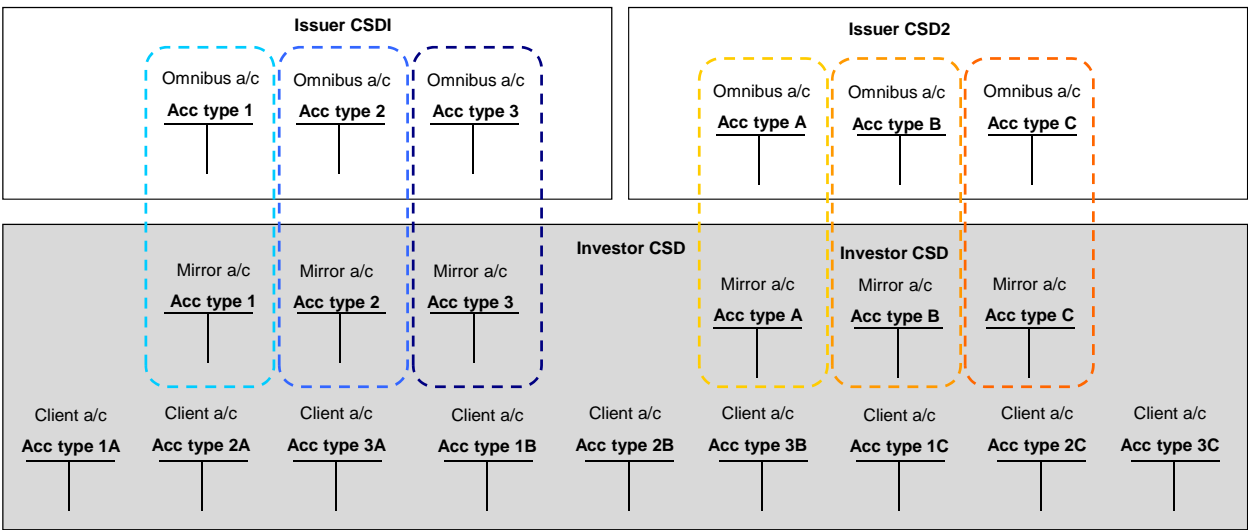 Issuer CSDI
Omnibus a/c
Acc type 1
Omnibus a/c
Acc type 2
Omnibus a/c
Acc type 3
Issuer CSD2
Omnibus a/c
Acc type A
Omnibus a/c
Acc type B
Omnibus a/c
Acc type C
Investor CSD
Investor CSD
Mirror a/c
Acc type 1
Mirror a/c
Acc type 2
Mirror a/c
Acc type 3
Mirror a/c
Acc type A
Mirror a/c
Acc type B
Mirror a/c
Acc type C
Client a/c
Acc type 1A
Client a/c
Acc type 2A
Client a/c
Acc type 3A
Client a/c
Acc type 1B
Client a/c
Acc type 2B
Client a/c
Acc type 3B
Client a/c
Acc type 1C
Client a/c
Acc type 2C
Client a/c
Acc type 3C